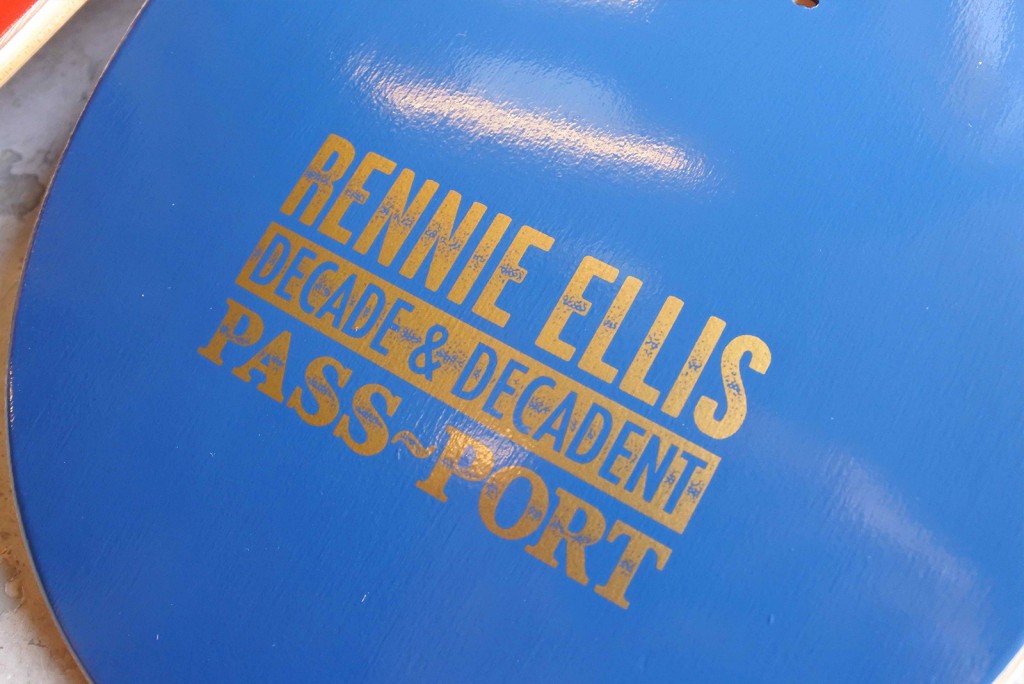 RENNIE ELLIS
DECADE & DECADENT
PASS~PORT